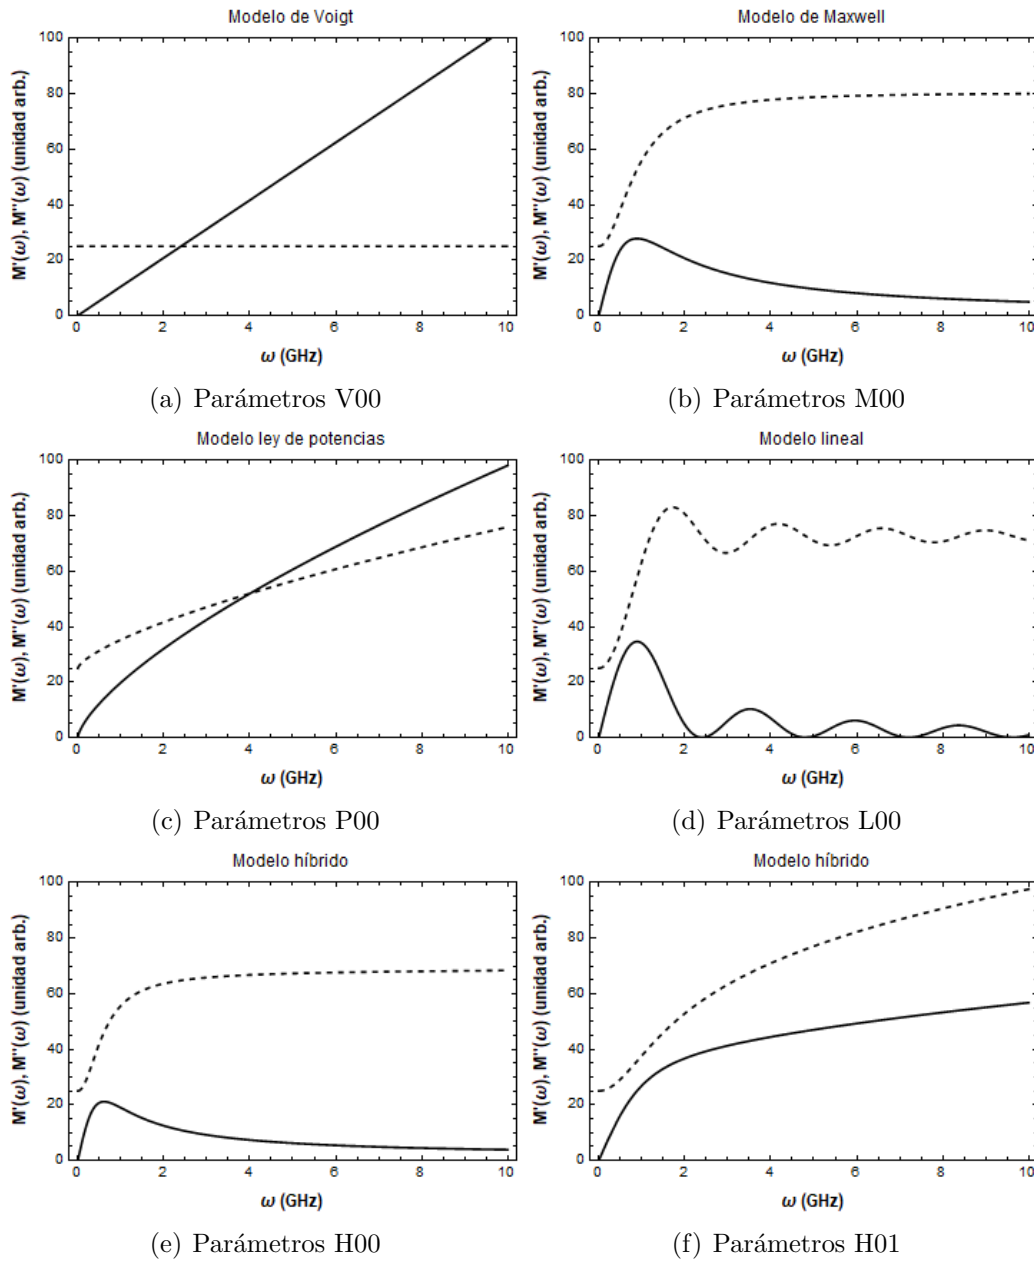 Modelo de Voigt
M'(ω), M''(ω) (unidad arb.)
100
80
60
40
20
0
0 2 4 6 8 10
ω (GHz)
(a) Parámetros V00
Modelo de Maxwell
M'(ω), M''(ω) (unidad arb.)
100
80
60
40
20
0
0 2 4 6 8 10
ω (GHz)
(b) Parámetros M00
Modelo ley de potencias
M'(ω), M''(ω) (unidad arb.)
100
80
60
40
20
0
0 2 4 6 8 10
ω (GHz)
(c) Parámetros P00
Modelo lineal
M'(ω), M''(ω) (unidad arb.)
100
80
60
40
20
0
0 2 4 6 8 10
ω (GHz)
(d) Parámetros L00
Modelo híbrido
M'(ω), M''(ω) (unidad arb.)
100
80
60
40
20
0
0 2 4 6 8 10
ω (GHz)
(e) Parámetros H00
Modelo híbrido
M'(ω), M''(ω) (unidad arb.)
100
80
60
40
20
0
0 2 4 6 8 10
ω (GHz)
(f) Parámetros H01